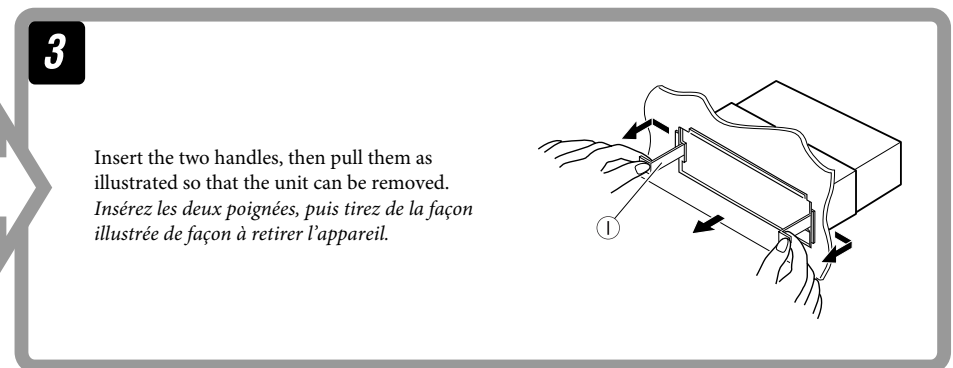 3
Insert the two handles, then pull them as
illustrated so that the unit can be removed.
Insérez les deux poignées, puis tirez de la façon
illustrée de façon à retirer l'appareil.
I